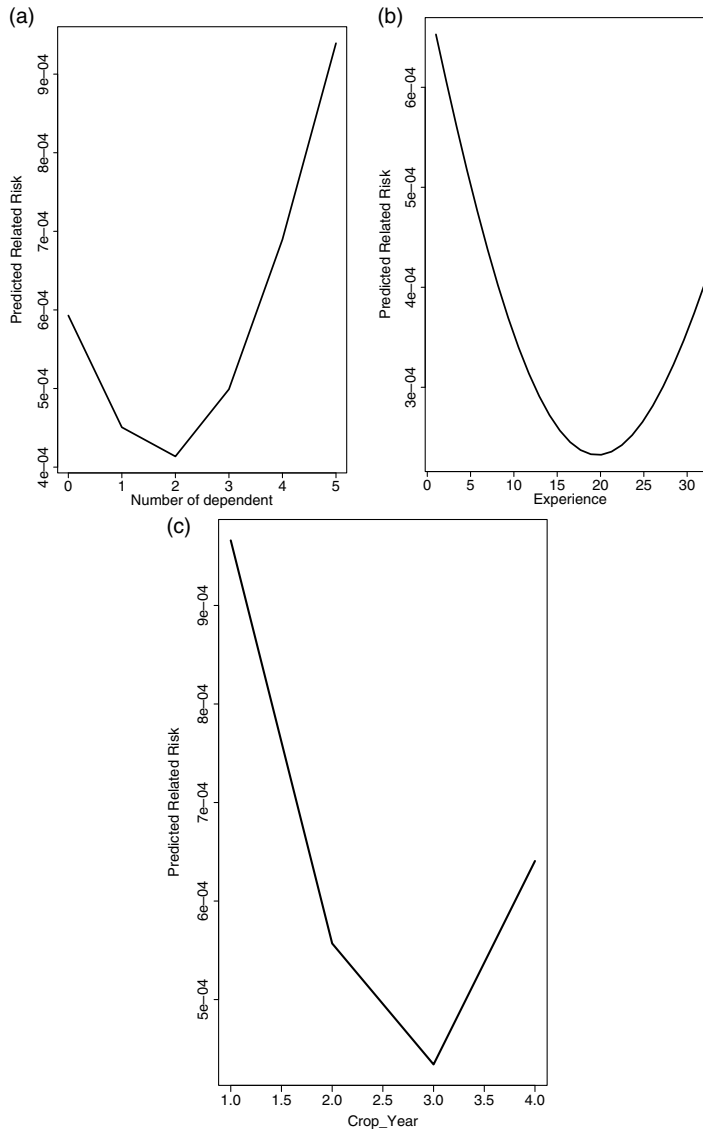 (a)
Predicted Related Risk
9e−04
8e−04
7e−04
6e−04
5e−04
4e−04
0 1 2 3 4 5
Number of dependent
(b)
Predicted Related Risk
6e−04
5e−04
4e−04
3e−04
0 5 10 15 20 25 30
Experience
(c)
Predicted Related Risk
9e−04
8e−04
7e−04
6e−04
5e−04
1.0 1.5 2.0 2.5 3.0 3.5 4.0
Crop_Year